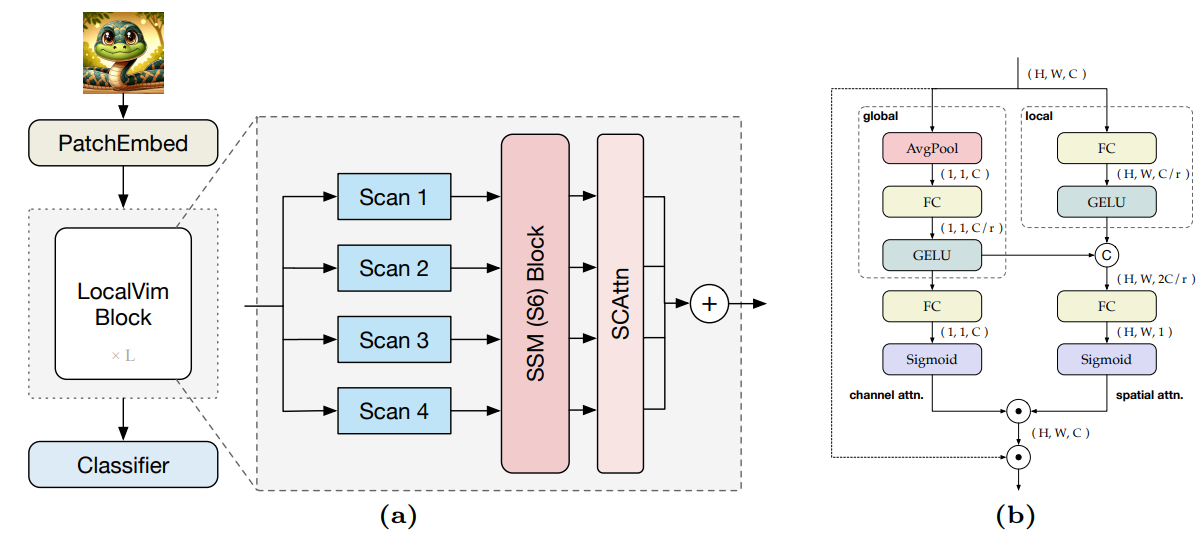 PatchEmbed
LocalVim
Block
× L
Classifier
Scan 1
Scan 2
Scan 3
Scan 4
SSM (S6) Block
SCAttn
+
(a)
( H, W, C )
global
AvgPool
( 1, 1, C )
FC
( 1, 1, C/r )
GELU
FC
( 1, 1, C )
Sigmoid
channel attn.
local
FC
( H, W, C/r )
GELU
C
( H, W, 2C/r )
FC
( H, W, 1 )
Sigmoid
spatial attn.
( H, W, C )
(b)